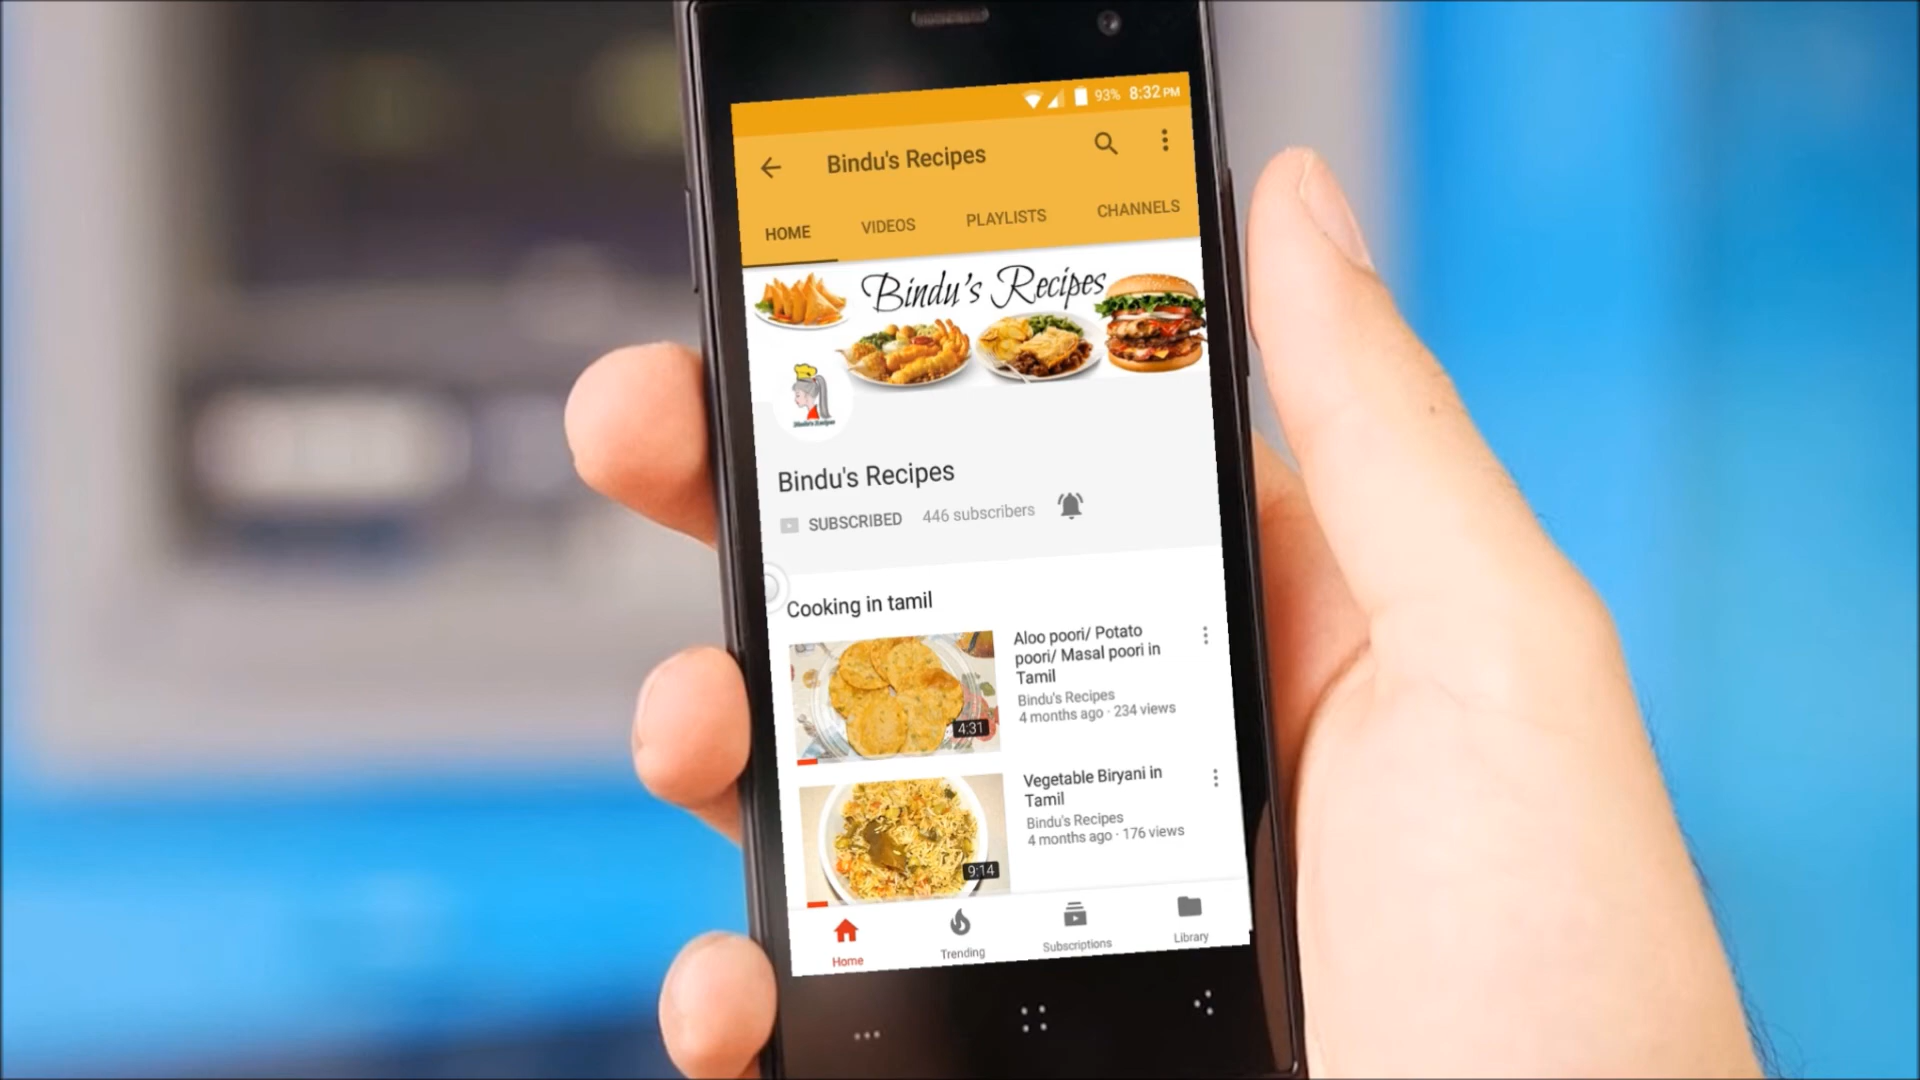 93% 8:32 PM
Bindu's Recipes
HOME VIDEOS PLAYLISTS CHANNELS
Bindu's Recipes
Bindu's Recipes
Bindu's Recipes
SUBSCRIBED 446 subscribers
Cooking in tamil
Aloo poori/ Potato
poori/ Masal poori in
Tamil
Bindu's Recipes
4 months ago · 234 views
4:31
Vegetable Biryani in
Tamil
Bindu's Recipes
4 months ago · 176 views
9:14
Home Trending Subscriptions Library